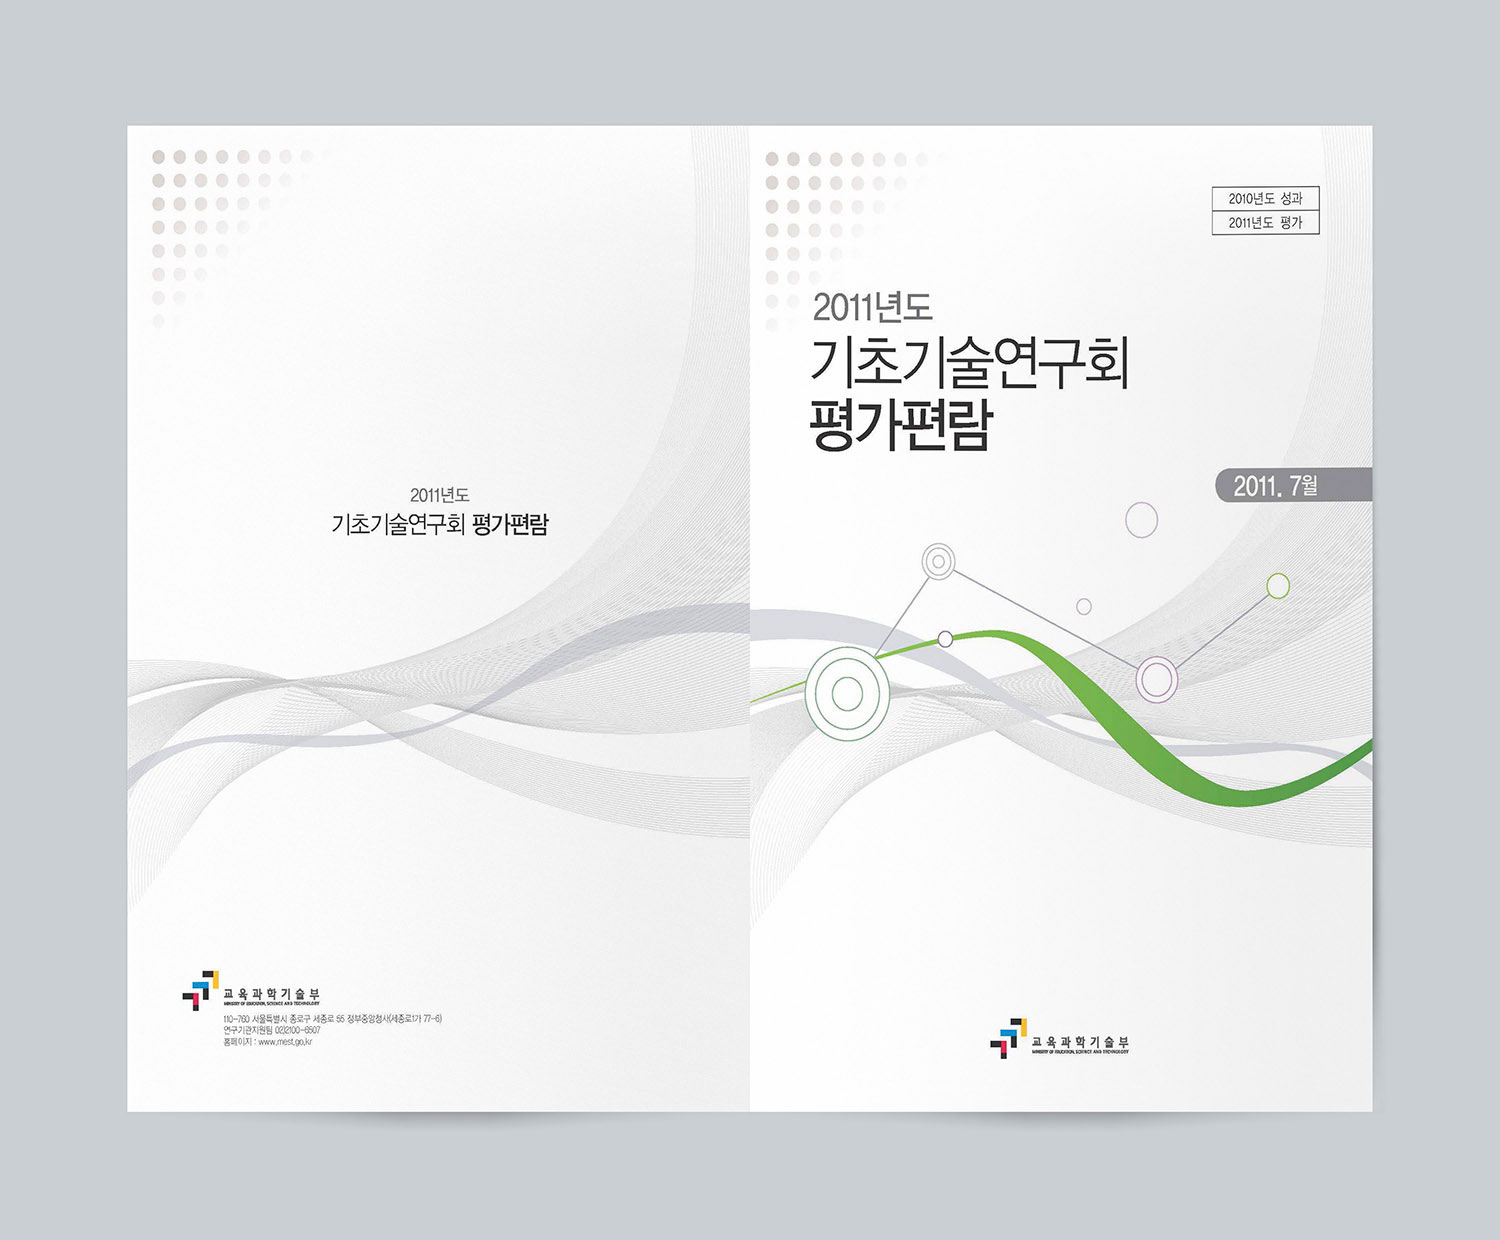 2011년도
기초기술연구회 평가편람
교육과학기술부
MINISTRY OF EDUCATION, SCIENCE AND TECHNOLOGY
110-760 서울특별시 종로구 세종로 55 정부중앙청사(세종로1가 77-6)
연구기관지원팀 02)2100-6507
홈페이지 : www.mest.go.kr
2010년도 성과
2011년도 평가
2011년도
기초기술연구회
평가편람
2011. 7월
교육과학기술부
MINISTRY OF EDUCATION, SCIENCE AND TECHNOLOGY